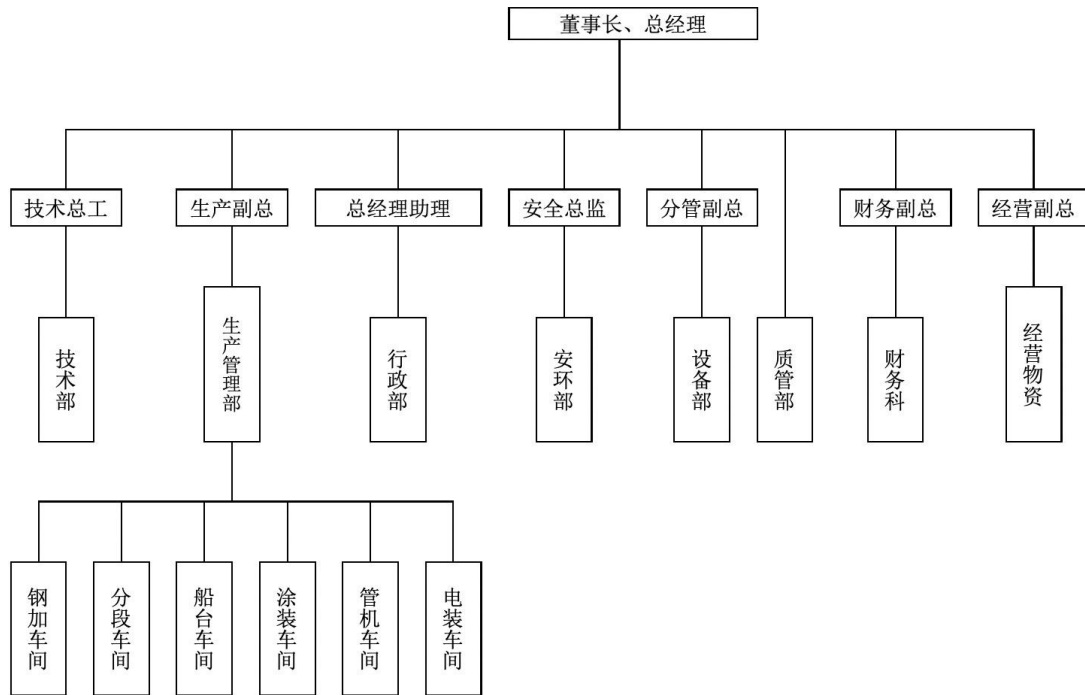 董事长、总经理
技术总工
生产副总
总经理助理
安全总监
分管副总
财务副总
经营副总
技术部
生产管理部
行政部
安环部
设备部
质管部
财务科
经营物资
钢加车间
分段车间
船台车间
涂装车间
管机车间
电装车间